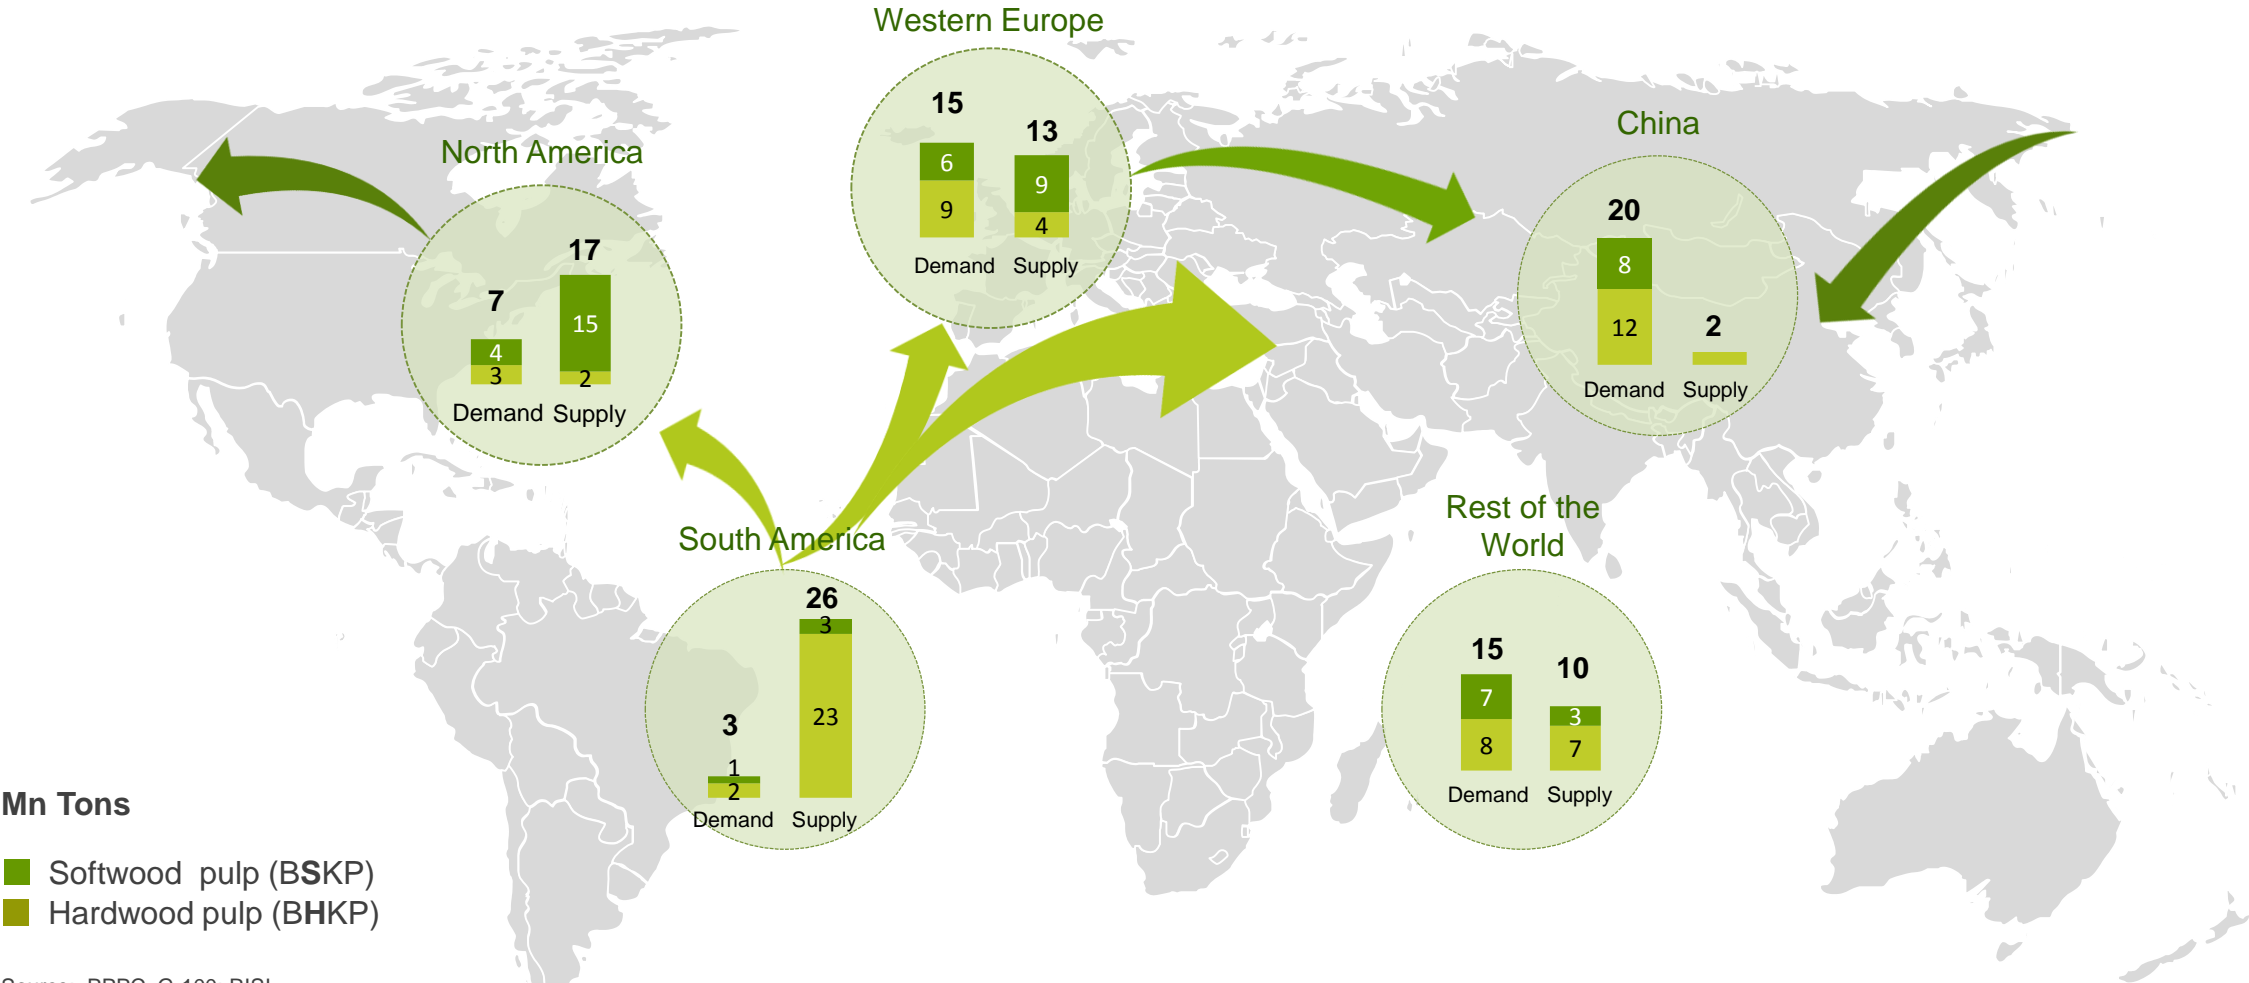 Western Europe
15
13
6
9
9
4
Demand Supply
China
20
8
12
2
Demand Supply
North America
17
7
15
4
3
2
Demand Supply
South America
26
3
23
3
1
2
Demand Supply
Rest of the
World
15
10
7
3
8
7
Demand Supply
Mn Tons
Softwood pulp (BSKP)
Hardwood pulp (BHKP)